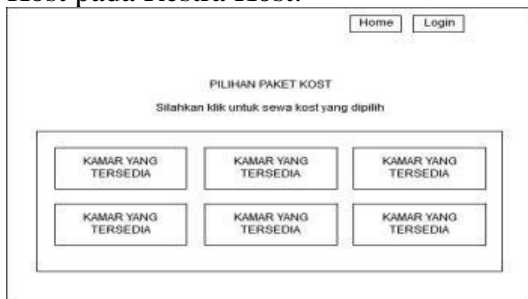 Home Login
PILIHAN PAKET KOST
Silahkan klik untuk sewa kost yang dipilih
KAMAR YANG TERSEDIA
KAMAR YANG TERSEDIA
KAMAR YANG TERSEDIA
KAMAR YANG TERSEDIA
KAMAR YANG TERSEDIA
KAMAR YANG TERSEDIA